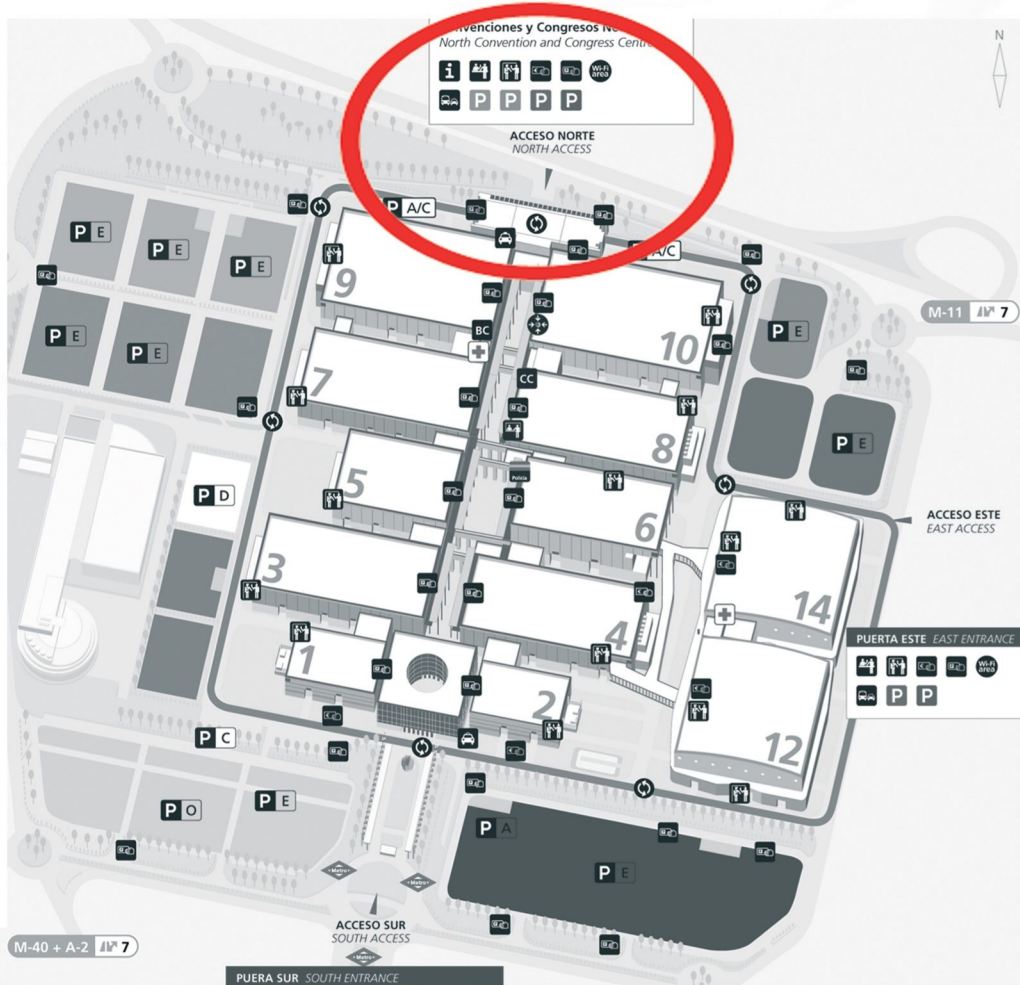 Convenciones y Congresos
North Convention and Congress Centre
i
Wi-Fi
area
P P P P
N
ACCESO NORTE
NORTH ACCESS
P A/C
P A/C
P E
P E
P E
P E
P E
9
10
BC
CC
M-11 7
P E
7
8
P E
5
Policía
6
P D
ACCESO ESTE
EAST ACCESS
3
4
14
PUERTA ESTE EAST ENTRANCE
Wi-Fi
area
P P
1
2
12
P C
P O
P E
P A
P E
Metro
Metro
ACCESO SUR
SOUTH ACCESS
Metro
M-40 + A-2 7
PUERA SUR SOUTH ENTRANCE